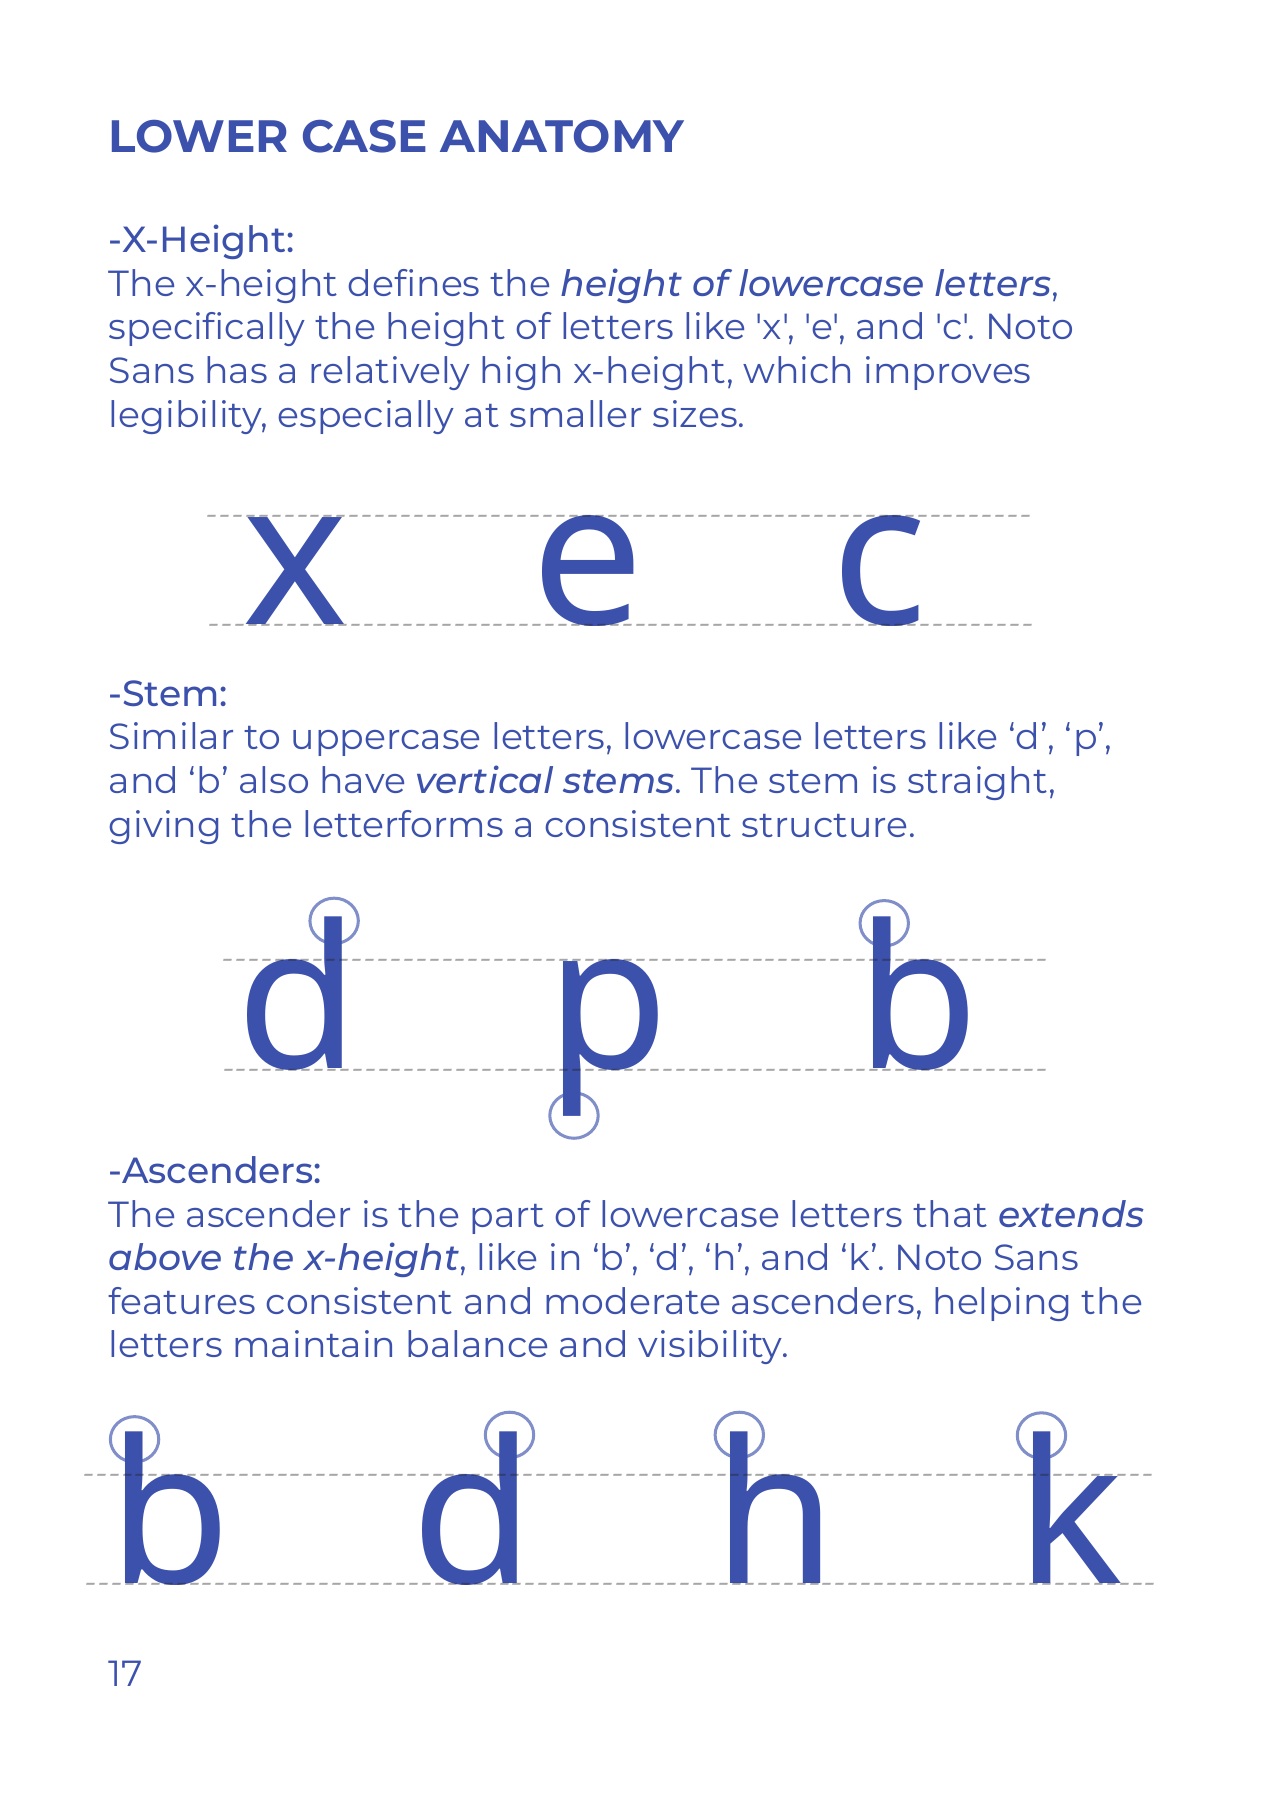 LOWER CASE ANATOMY
-X-Height:
The x-height defines the height of lowercase letters,
specifically the height of letters like 'x', 'e', and 'c'. Noto
Sans has a relatively high x-height, which improves
legibility, especially at smaller sizes.
x e c
-Stem:
Similar to uppercase letters, lowercase letters like ‘d’, ‘p’,
and ‘b’ also have vertical stems. The stem is straight,
giving the letterforms a consistent structure.
d p b
-Ascenders:
The ascender is the part of lowercase letters that extends
above the x-height, like in ‘b’, ‘d’, ‘h’, and ‘k’. Noto Sans
features consistent and moderate ascenders, helping the
letters maintain balance and visibility.
b d h k
17